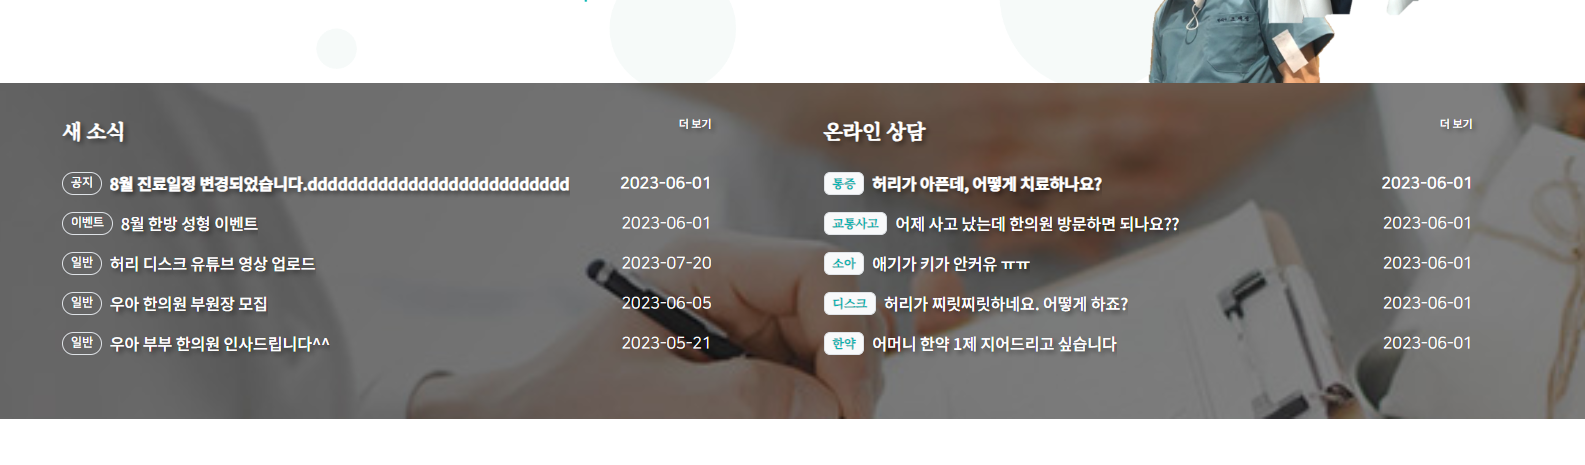 새 소식
더 보기
공지 8월 진료일정 변경되었습니다.dddddddddddddddddddddddddd 2023-06-01
이벤트 8월 한방 성형 이벤트 2023-06-01
일반 허리 디스크 유튜브 영상 업로드 2023-07-20
일반 우아 한의원 부원장 모집 2023-06-05
일반 우아 부부 한의원 인사드립니다^^ 2023-05-21
온라인 상담
더 보기
통증 허리가 아픈데, 어떻게 치료하나요? 2023-06-01
교통사고 어제 사고 났는데 한의원 방문하면 되나요?? 2023-06-01
소아 애기가 키가 안커유 ㅠㅠ 2023-06-01
디스크 허리가 찌릿찌릿하네요. 어떻게 하죠? 2023-06-01
한약 어머니 한약 1제 지어드리고 싶습니다 2023-06-01